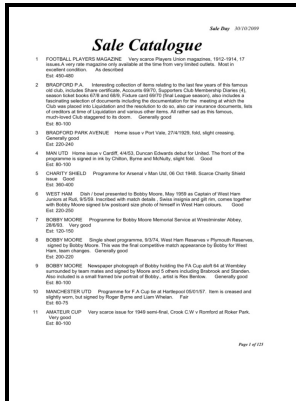 Sale Day 30/10/2009
Sale Catalogue
1 FOOTBALL PLAYERS MAGAZINE Very scarce Players Union magazines, 1912-1914, 17
issues A very rate magazine only available at the time from very limited outlets. Most in
excellent condition. As described
Est: 460-480
2 BRADFORD P.A. Interesting collection of items relating to the last few years of this famous
old club, includes Share certificate, Accounts 69/70, Supporters Club Membership Diaries (4),
season ticket books 67/8 and 68/9, Fixture card 69/70 (final League season), also includes a
fascinating selection of documents including the documentation for the meeting at which the
Club was placed into Liquidation and the resolution to do so, also car insurance documents, lists
of creditors at time of Liquidation and various other items. All rather sad as this famous,
much-loved Club staggered to a close. Generally good
Est: 80-100
3 BRADFORD PARK AVENUE Home issue v Port Vale, 27/4/1929, fold, slight creasing.
Generally good
Est: 220-240
4 MAN UTD Home issue v Cardiff, 4/4/53, Duncan Edwards debut for United. The front of the
programme is signed in ink by Chilton, Byrne and McNulty, slight fold. Good
Est: 80-100
5 CHARITY SHIELD Programme for Arsenal v Man Utd, 06 Oct 1948. Scarce Charity Shield
issue Good
Est: 360-400
6 WEST HAM Dish / bowl presented to Bobby Moore, May 1959 as Captain of West Ham
Juniors at Ruti, 9/5/59. Inscribed with match details . Swiss insignia and gilt rim, comes together
with Bobby Moore signed b/w postcard size photo of himself in West Ham colours. Good
Est: 220-250
7 BOBBY MOORE Programme for Bobby Moore Memorial Service at Westminster Abbey,
28/6/93. Very good
Est: 120-150
8 BOBBY MOORE Single sheet programme, 9/3/74, West Ham Reserves v Plymouth Reserves,
signed by Bobby Moore. This was the final competitive match appearance by Bobby for West
Ham, team changes. Generally good
Est: 200-220
9 BOBBY MOORE Newspaper photograph of Bobby holding the FA Cup aloft 64 at Wembley
surrounded by team mates and signed by Moore and 5 others including Brabrook and Standen.
Also included is a small framed b/w portrait of Bobby,, artist is Rex Benlow. Generally good
Est: 80-100
10 MANCHESTER UTD Programme for F.A Cup tie at Hartlepool 05/01/57. Item is creased and
slightly worn, but signed by Roger Byrne and Liam Whelan. Fair
Est: 60-75
11 AMATEUR CUP Very scarce issue for 1949 semi-final, Crook C.W v Romford at Roker Park.
Very good
Est: 80-100
Page 1 of 125